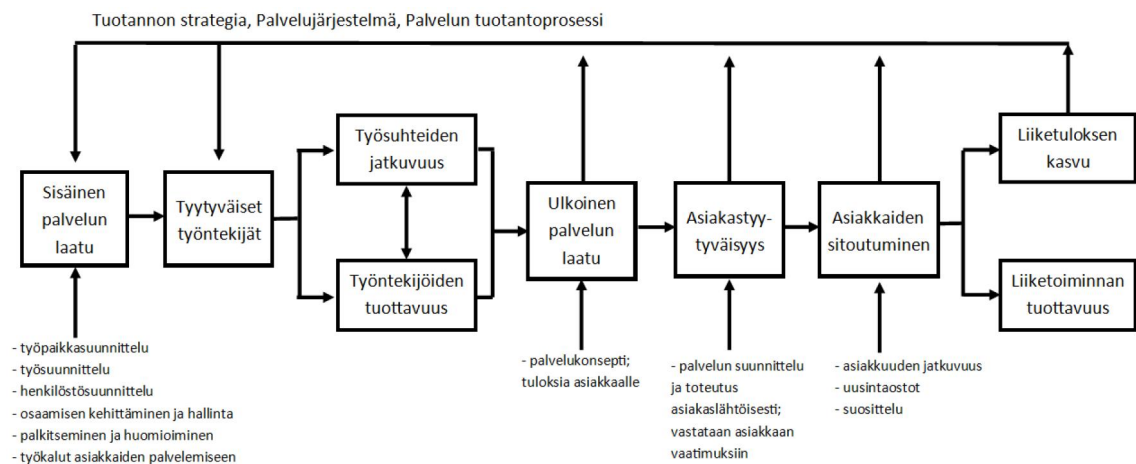 Tuotannon strategia, Palvelujärjestelmä, Palvelun tuotantoprosessi
Sisäinen
palvelun
laatu
Tyytyväiset
työntekijät
Työsuhteiden
jatkuvuus
Työntekijöiden
tuottavuus
Ulkoinen
palvelun
laatu
Asiakastyy-
tyväisyys
Asiakkaiden
sitoutuminen
Liiketuloksen
kasvu
Liiketoiminnan
tuottavuus
- työpaikkasuunnittelu
- työsuunnittelu
- henkilöstösuunnittelu
- osaamisen kehittäminen ja hallinta
- palkitseminen ja huomioiminen
- työkalut asiakkaiden palvelemiseen
- palvelukonsepti;
tuloksia asiakkaalle
- palvelun suunnittelu
ja toteutus
asiakaslähtöisesti;
vastataan asiakkaan
vaatimuksiin
- asiakkuuden jatkuvuus
- uusintaostot
- suosittelu